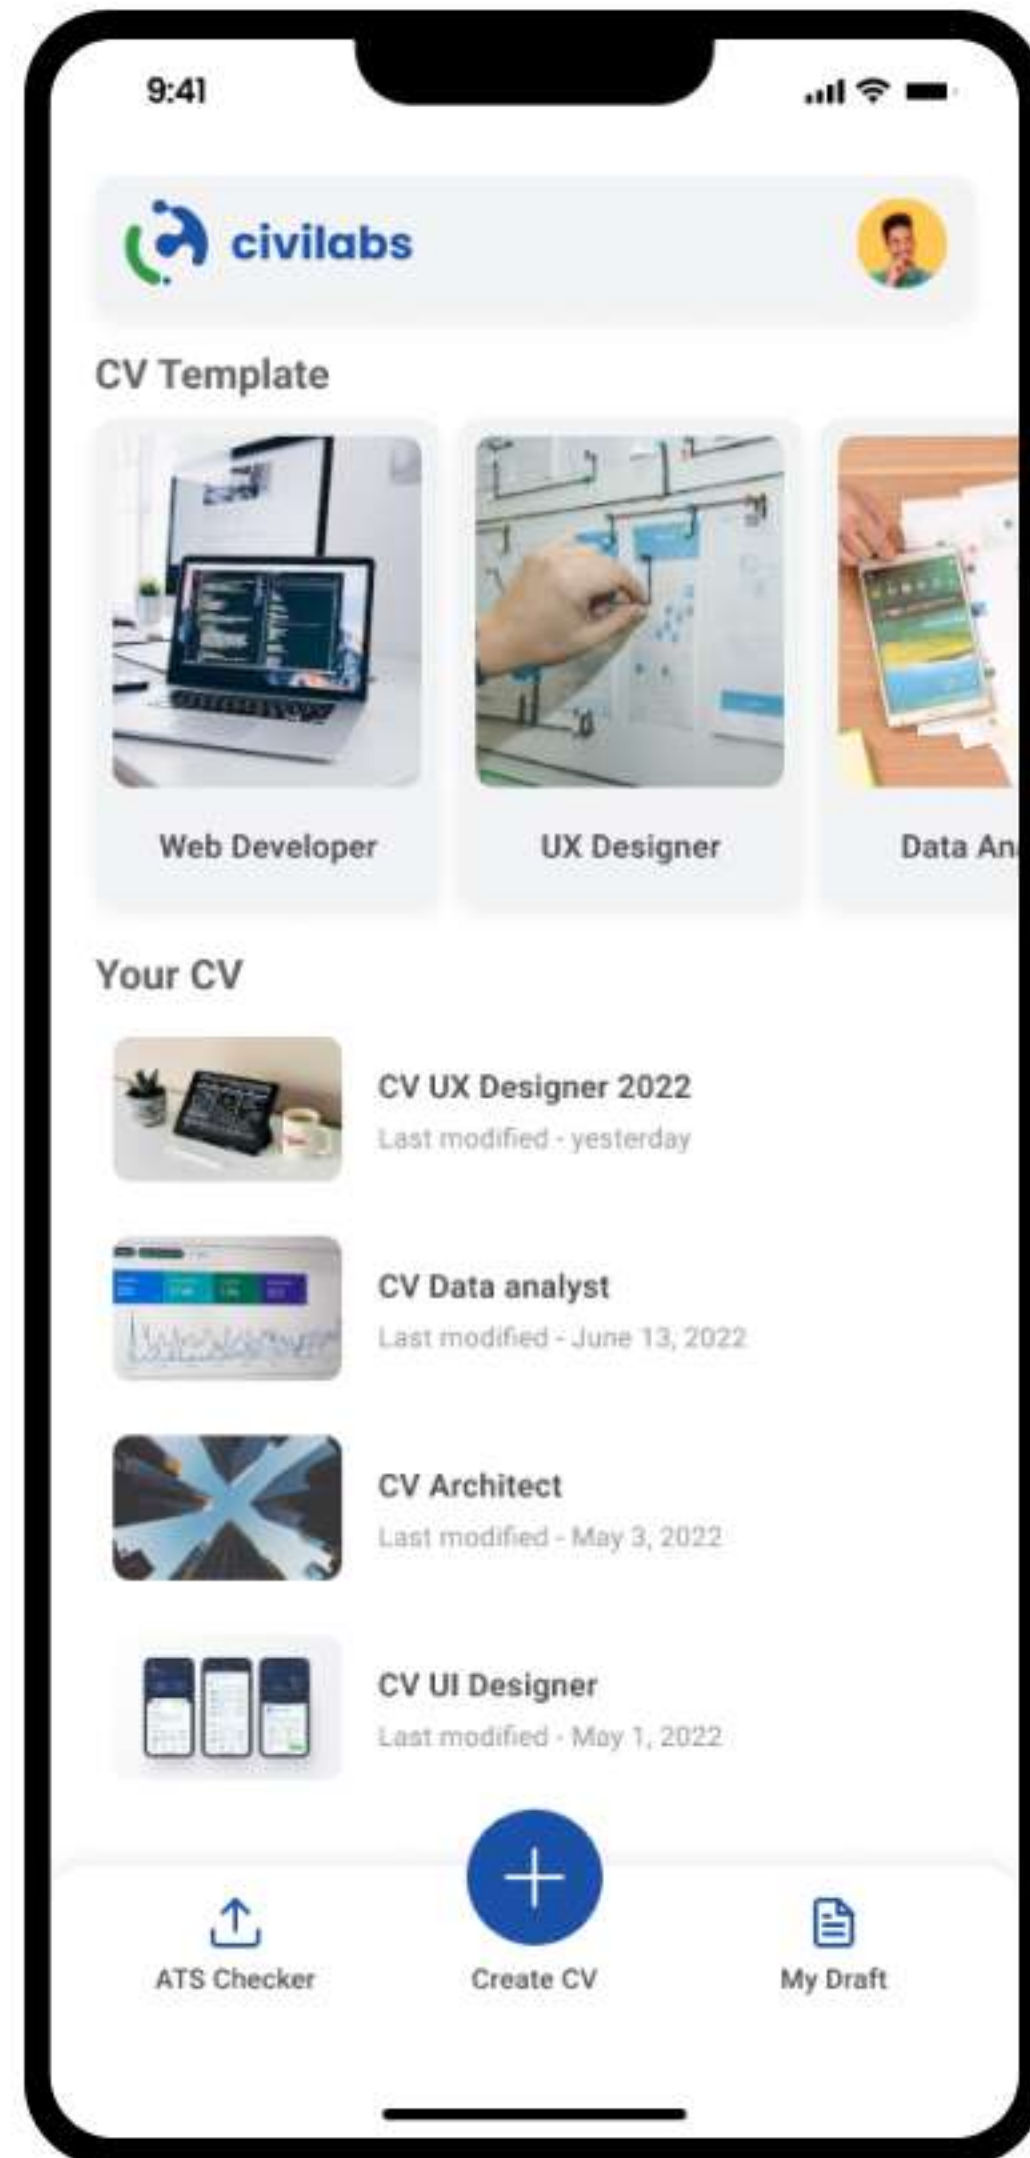 9:41
civilabs
CV Template
Web Developer
UX Designer
Data An
Your CV
CV UX Designer 2022
Last modified - yesterday
CV Data analyst
Last modified - June 13, 2022
CV Architect
Last modified - May 3, 2022
CV UI Designer
Last modified - May 1, 2022
ATS Checker
Create CV
My Draft